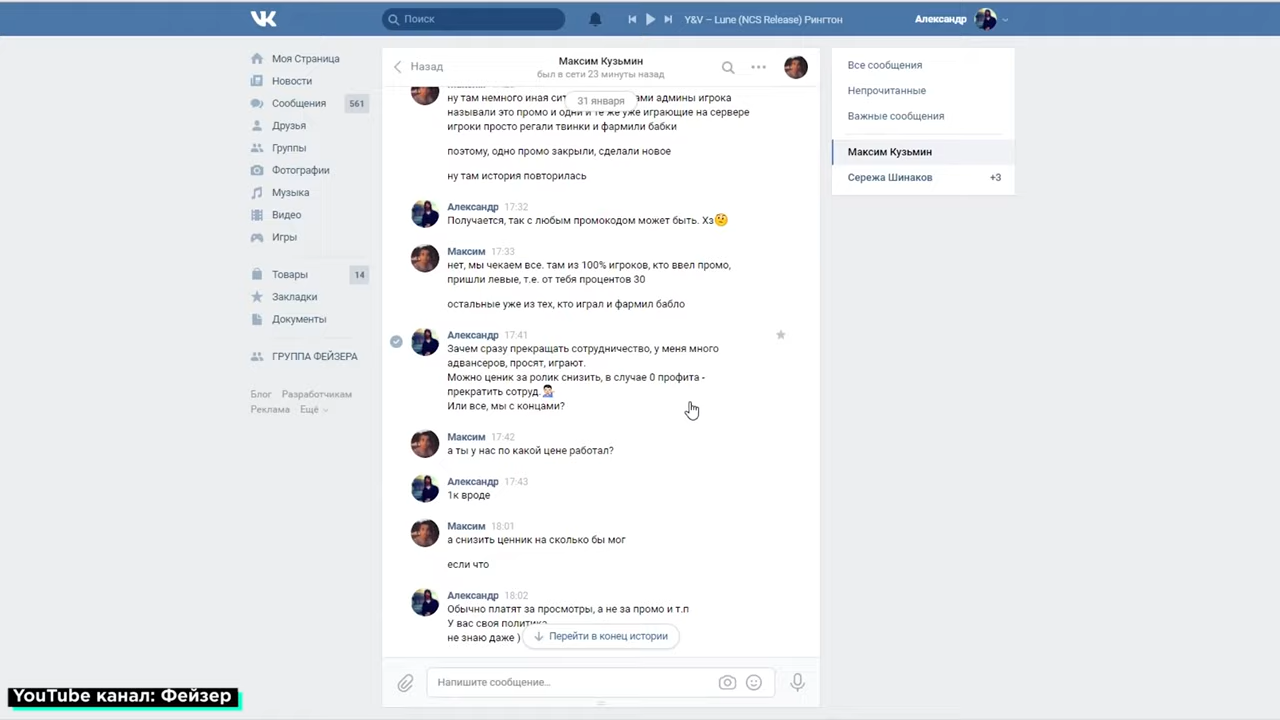 Поиск
Y&V – Lune (NCS Release) Рингтон
Александр
Моя Страница
Новости
Сообщения 561
Друзья
Группы
Фотографии
Музыка
Видео
Игры
Товары 14
Закладки
Документы
ГРУППА ФЕЙЗЕРА
Блог Разработчикам
Реклама Ещё
Назад
Максим Кузьмин
был в сети 23 минуты назад
31 января
ну там немного иная админы игрока
называли это промо и одни и те же уже играющие на сервере
игроки просто регали твинки и фармили бабки
поэтому, одно промо закрыли, сделали новое
ну там история повторилась
Александр 17:32
Получается, так с любым промокодом может быть. Хз
Максим 17:33
нет, мы чекаем все. там из 100% игроков, кто ввел промо,
пришли левые, т.е. от тебя процентов 30
остальные уже из тех, кто играл и фармил бабло
Александр 17:41
Зачем сразу прекращать сотрудничество, у меня много
адвансеров, просят, играют.
Можно ценик за ролик снизить, в случае 0 профита -
прекратить сотруд.
Или все, мы с концами?
Максим 17:42
а ты у нас по какой цене работал?
Александр 17:43
1к вроде
Максим 18:01
а снизить ценник на сколько бы мог
если что
Александр 18:02
Обычно платят за просмотры, а не за промо и т.п
У вас своя политика
не знаю даже )
Перейти в конец истории
Напишите сообщение...
Все сообщения
Непрочитанные
Важные сообщения
Максим Кузьмин
Сережа Шинаков +3
YouTube канал: Фейзер